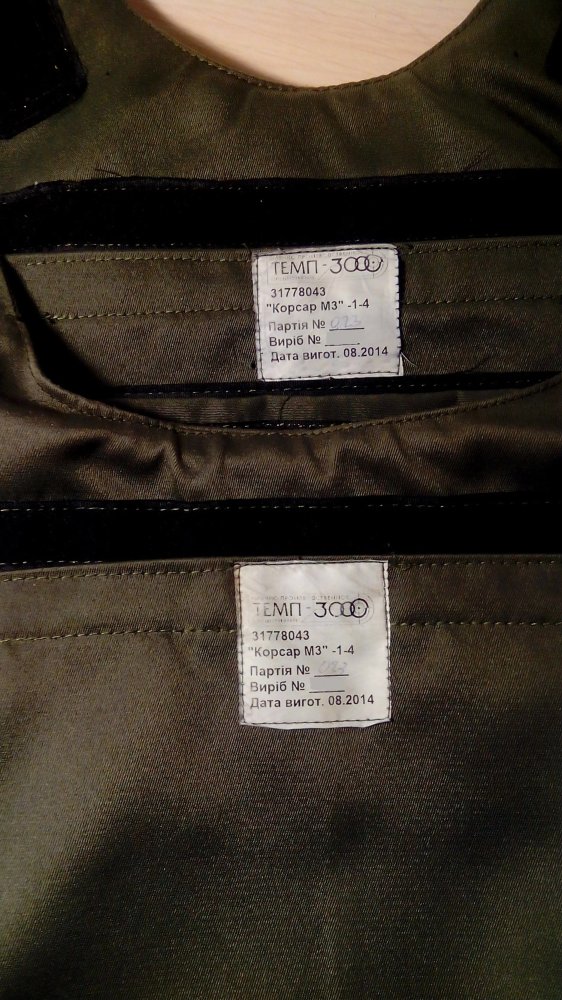 ТЕМП-3000
31778043
"Корсар М3" -1-4
Партія № 023
Виріб №
Дата вигот. 08.2014
ТЕМП-3000
31778043
"Корсар М3" -1-4
Партія №
Виріб №
Дата вигот. 08.2014